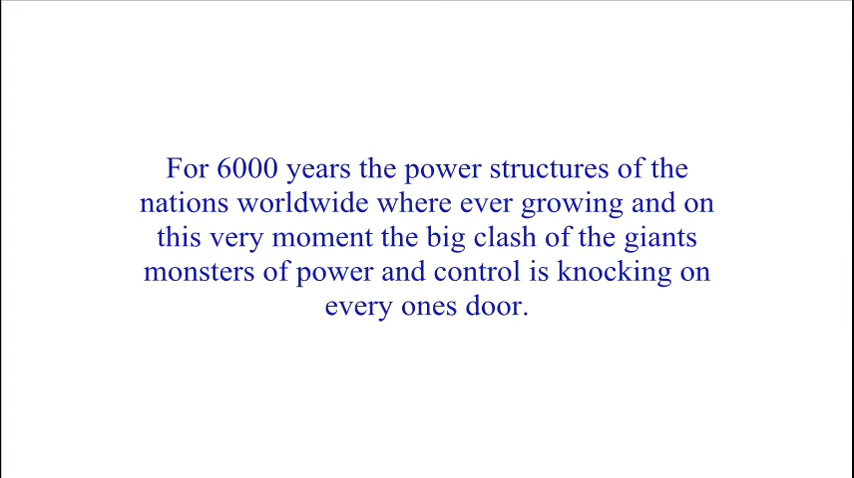 For 6000 years the power structures of the
nations worldwide where ever growing and on
this very moment the big clash of the giants
monsters of power and control is knocking on
every ones door.